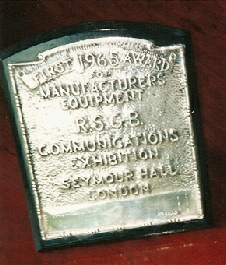 FIRST 1965 AWARD
FOR
MANUFACTURERS'
EQUIPMENT
R.S.G.B.
COMMUNICATIONS
EXHIBITION
SEYMOUR HALL
LONDON